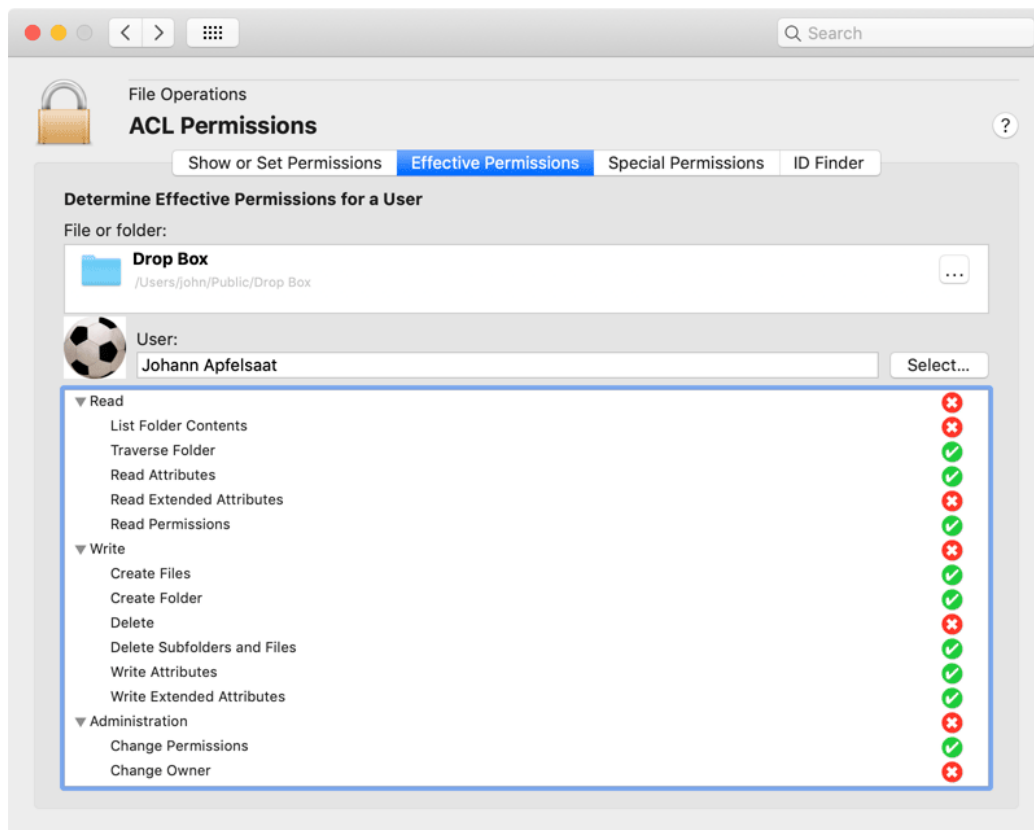 Search
File Operations
ACL Permissions
?
Show or Set Permissions Effective Permissions Special Permissions ID Finder
Determine Effective Permissions for a User
File or folder:
Drop Box
/Users/john/Public/Drop Box
...
User:
Johann Apfelsaat
Select...
Read
List Folder Contents
Traverse Folder
Read Attributes
Read Extended Attributes
Read Permissions
Write
Create Files
Create Folder
Delete
Delete Subfolders and Files
Write Attributes
Write Extended Attributes
Administration
Change Permissions
Change Owner